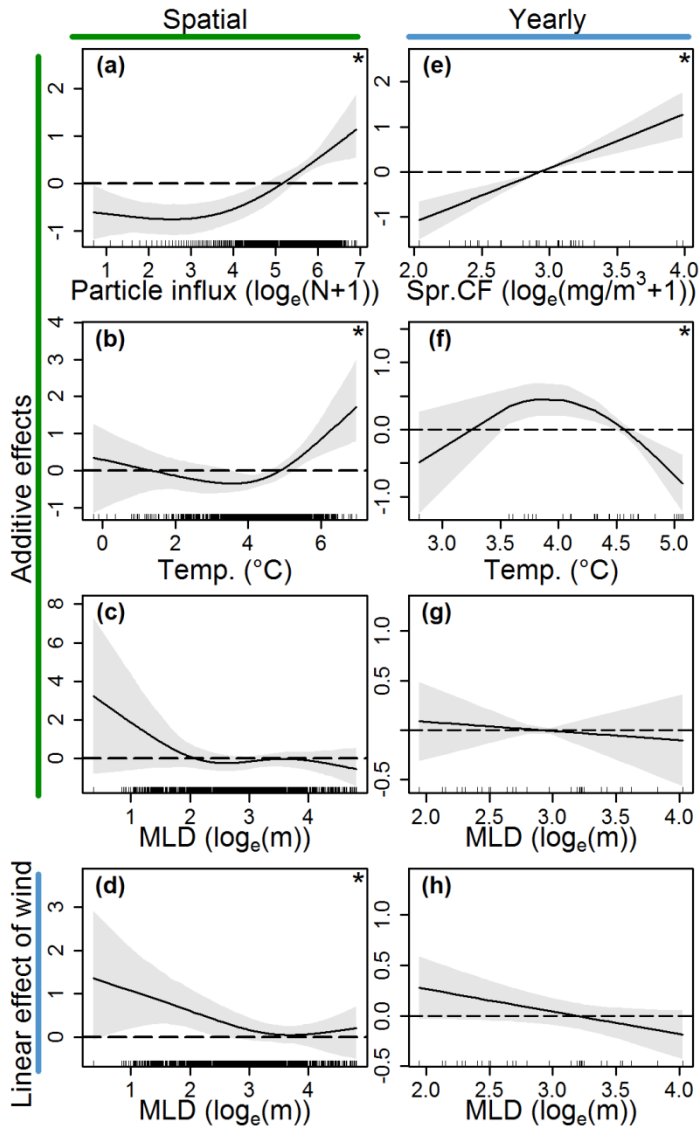 Spatial Yearly
Additive effects
Linear effect of wind
(a) *
2
1
0
-1
1 2 3 4 5 6 7
Particle influx (logₑ(N+1))
(e) *
2
1
0
-1
2.0 2.5 3.0 3.5 4.0
Spr.CF (logₑ(mg/m³+1))
(b) *
4
3
2
1
0
-1
0 2 4 6
Temp. (°C)
(f) *
1.0
0.0
-1.0
3.0 3.5 4.0 4.5 5.0
Temp. (°C)
(c)
8
6
4
2
0
1 2 3 4
MLD (logₑ(m))
(g)
1.0
0.5
0.0
-0.5
2.0 2.5 3.0 3.5 4.0
MLD (logₑ(m))
(d) *
3
2
1
0
1 2 3 4
MLD (logₑ(m))
(h)
1.0
0.5
0.0
-0.5
2.0 2.5 3.0 3.5 4.0
MLD (logₑ(m))